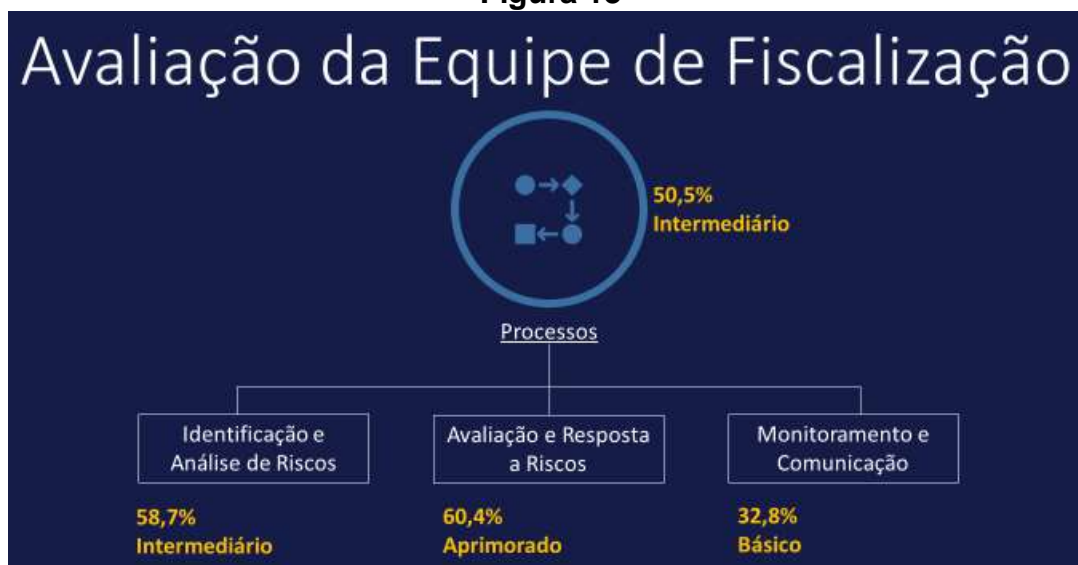 Avaliação da Equipe de Fiscalização
50,5%
Intermediário
Processos
Identificação e
Análise de Riscos
Avaliação e Resposta
a Riscos
Monitoramento e
Comunicação
58,7%
Intermediário
60,4%
Aprimorado
32,8%
Básico